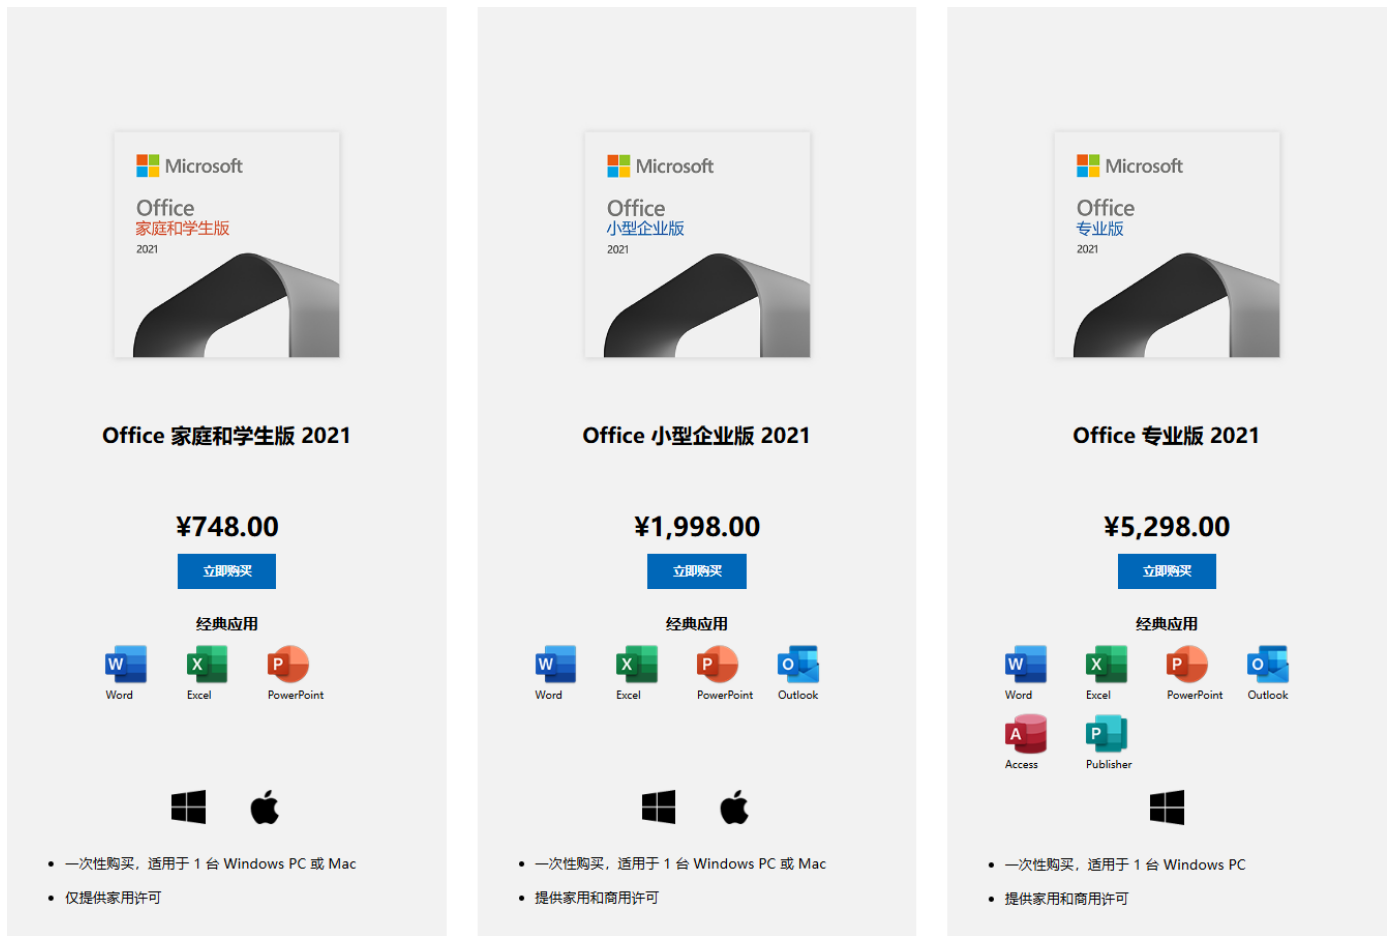 Microsoft
Office
家庭和学生版
2021
Office 家庭和学生版 2021
¥748.00
立即购买
经典应用
W X P
Word Excel PowerPoint
一次性购买，适用于 1 台 Windows PC 或 Mac
仅提供家用许可
Microsoft
Office
小型企业版
2021
Office 小型企业版 2021
¥1,998.00
立即购买
经典应用
W X P O
Word Excel PowerPoint Outlook
一次性购买，适用于 1 台 Windows PC 或 Mac
提供家用和商用许可
Microsoft
Office
专业版
2021
Office 专业版 2021
¥5,298.00
立即购买
经典应用
W X P O
Word Excel PowerPoint Outlook
A P
Access Publisher
一次性购买，适用于 1 台 Windows PC
提供家用和商用许可